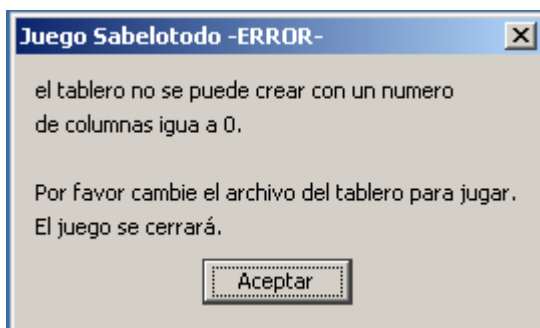 Juego Sabelotodo -ERROR-
el tablero no se puede crear con un numero
de columnas igua a 0.
Por favor cambie el archivo del tablero para jugar.
El juego se cerrará.
Aceptar